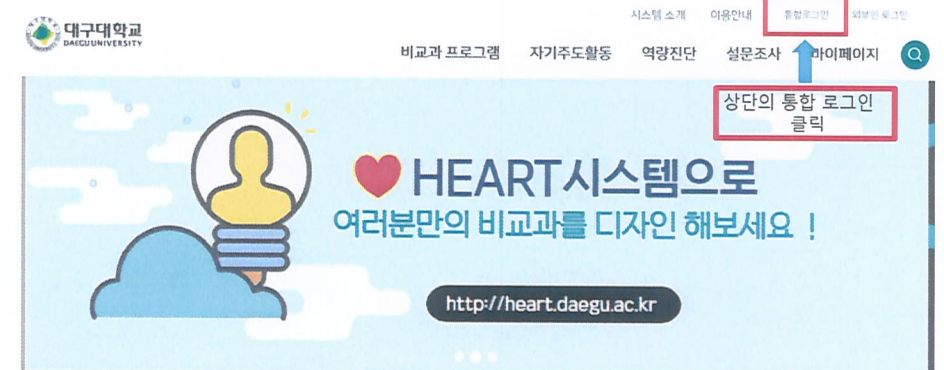 시스템 소개 이용안내 통합로그인 외부인 로그인
대구대학교
DAEGU UNIVERSITY
비교과 프로그램 자기주도활동 역량진단 설문조사 마이페이지
상단의 통합 로그인
클릭
HEART시스템으로
여러분만의 비교과를 디자인 해보세요 !
http://heart.daegu.ac.kr